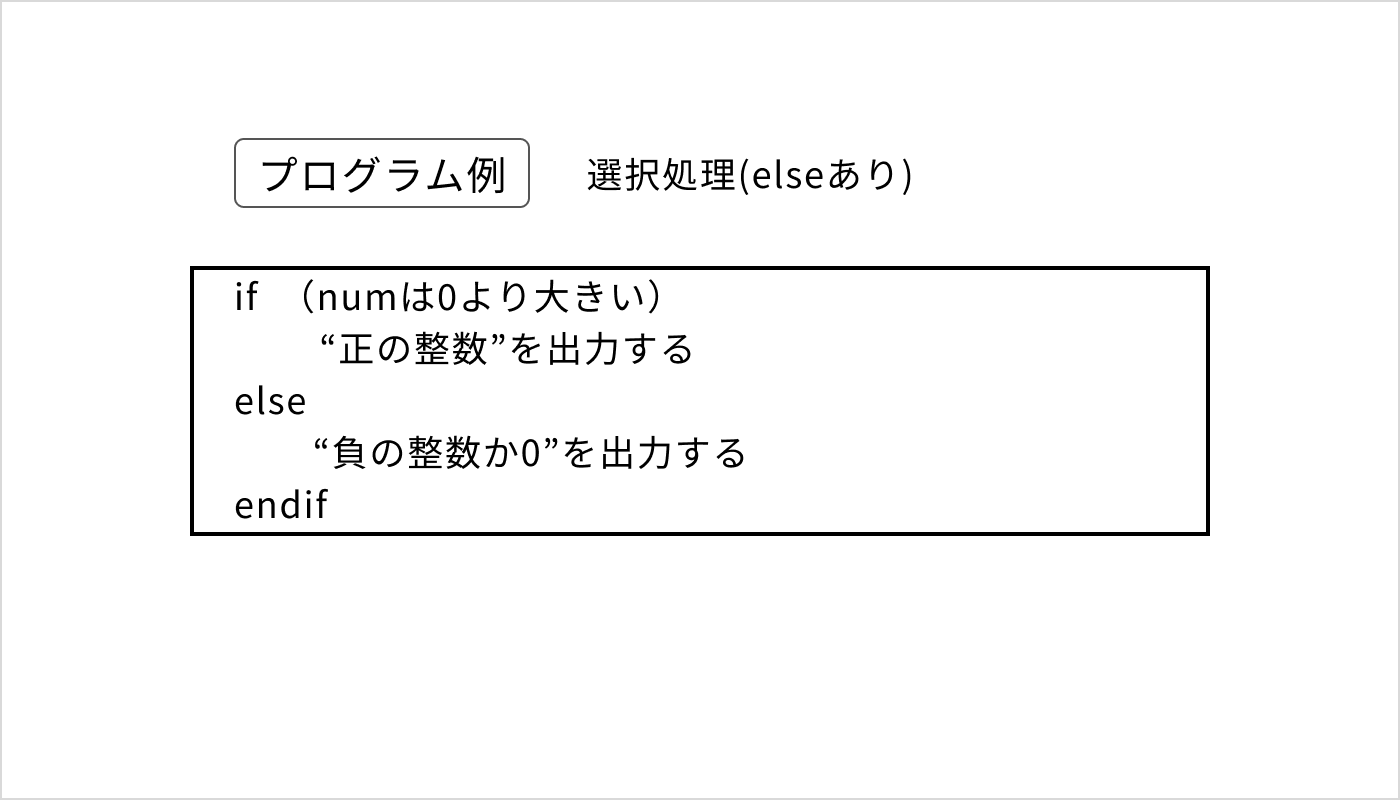 プログラム例
選択処理(elseあり)
if （numは0より大きい）
“正の整数”を出力する
else
“負の整数か0”を出力する
endif